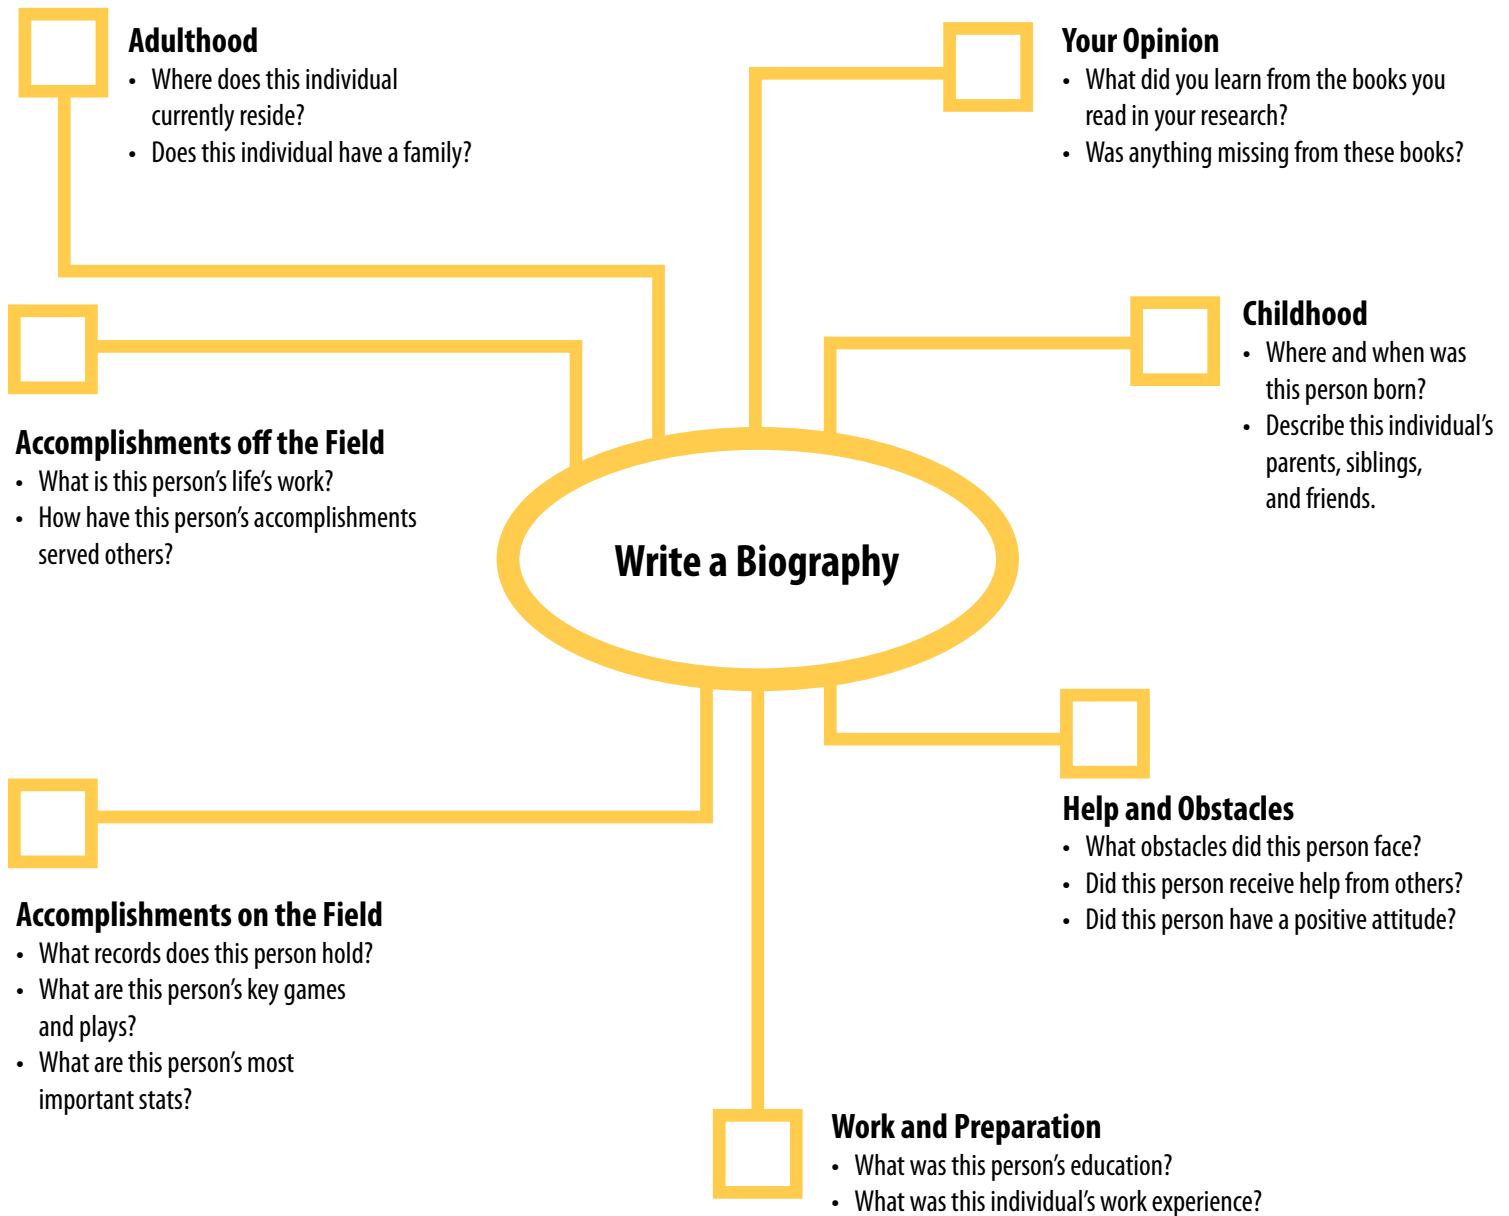 Adulthood
• Where does this individual
currently reside?
• Does this individual have a family?
Your Opinion
• What did you learn from the books you
read in your research?
• Was anything missing from these books?
Childhood
• Where and when was
this person born?
• Describe this individual’s
parents, siblings,
and friends.
Accomplishments off the Field
• What is this person’s life’s work?
• How have this person’s accomplishments
served others?
Write a Biography
Help and Obstacles
• What obstacles did this person face?
• Did this person receive help from others?
• Did this person have a positive attitude?
Accomplishments on the Field
• What records does this person hold?
• What are this person’s key games
and plays?
• What are this person’s most
important stats?
Work and Preparation
• What was this person’s education?
• What was this individual’s work experience?